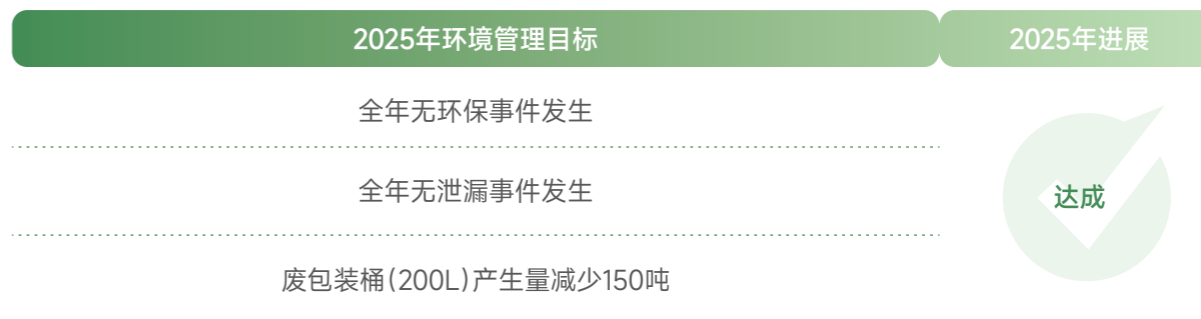 2025年环境管理目标
2025年进展
全年无环保事件发生
全年无泄漏事件发生
达成
废包装桶(200L)产生量减少150吨